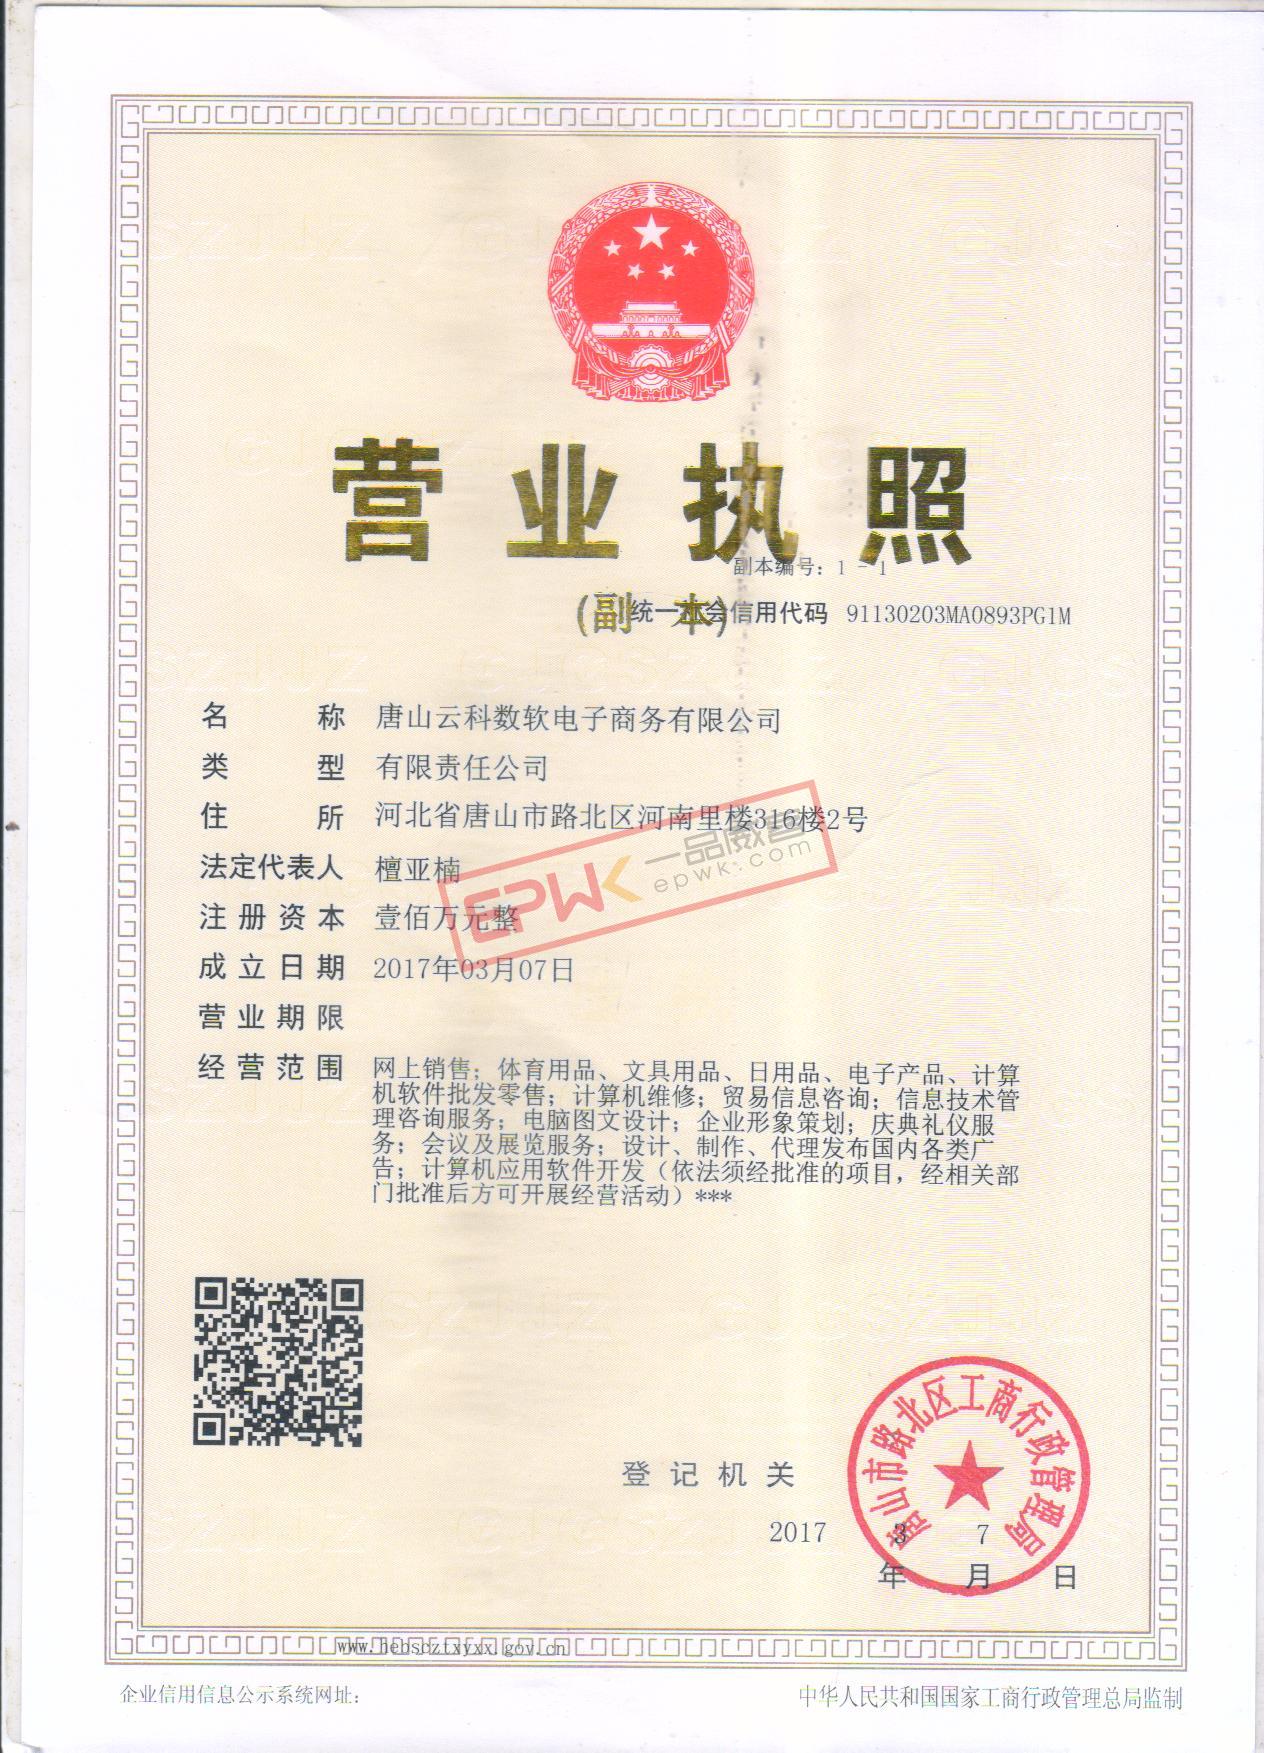 营业执照
副本编号：1－1
(副本)
统一社会信用代码 91130203MA0893PG1M
名称 唐山云科数软电子商务有限公司
类型 有限责任公司
住所 河北省唐山市路北区河南里楼316楼2号
法定代表人 檀亚楠
注册资本 壹佰万元整
成立日期 2017年03月07日
营业期限
经营范围 网上销售；体育用品、文具用品、日用品、电子产品、计算
机软件批发零售；计算机维修；贸易信息咨询；信息技术管
理咨询服务；电脑图文设计；企业形象策划；庆典礼仪服
务；会议及展览服务；设计、制作、代理发布国内各类广
告；计算机应用软件开发（依法须经批准的项目，经相关部
门批准后方可开展经营活动）***
EPWK 一品威客
epwk.com
登记机关
唐山市路北区工商行政管理局
2017 3 7
年 月 日
www.hebscztxyxx.gov.cn
企业信用信息公示系统网址：
中华人民共和国国家工商行政管理总局监制